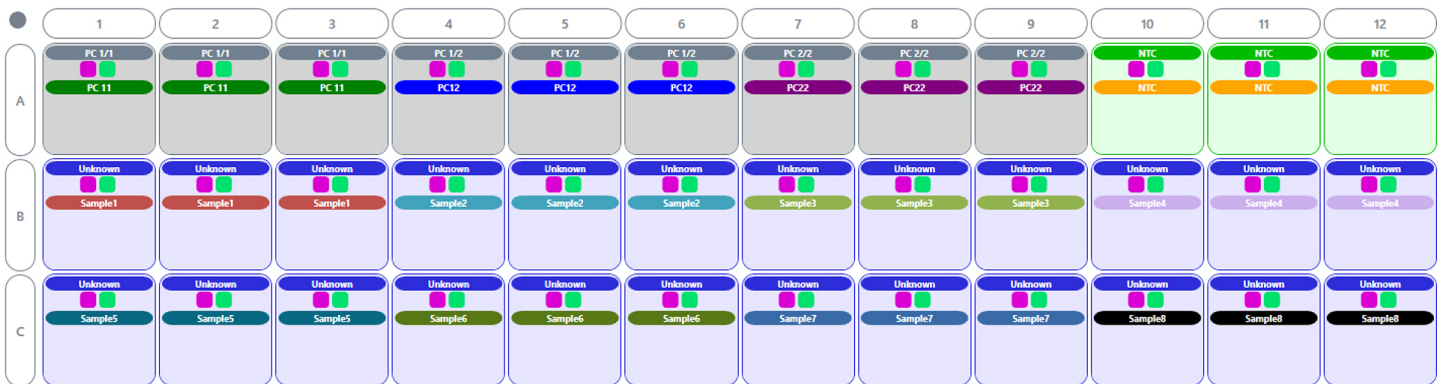 1 2 3 4 5 6 7 8 9 10 11 12
A
PC 1/1 PC 1/1 PC 1/1 PC 1/2 PC 1/2 PC 1/2 PC 2/2 PC 2/2 PC 2/2 NTC NTC NTC
PC 11 PC 11 PC 11 PC12 PC12 PC12 PC22 PC22 PC22 NTC NTC NTC
B
Unknown Unknown Unknown Unknown Unknown Unknown Unknown Unknown Unknown Unknown Unknown Unknown
Sample1 Sample1 Sample1 Sample2 Sample2 Sample2 Sample3 Sample3 Sample3 Sample4 Sample4 Sample4
C
Unknown Unknown Unknown Unknown Unknown Unknown Unknown Unknown Unknown Unknown Unknown Unknown
Sample5 Sample5 Sample5 Sample6 Sample6 Sample6 Sample7 Sample7 Sample7 Sample8 Sample8 Sample8